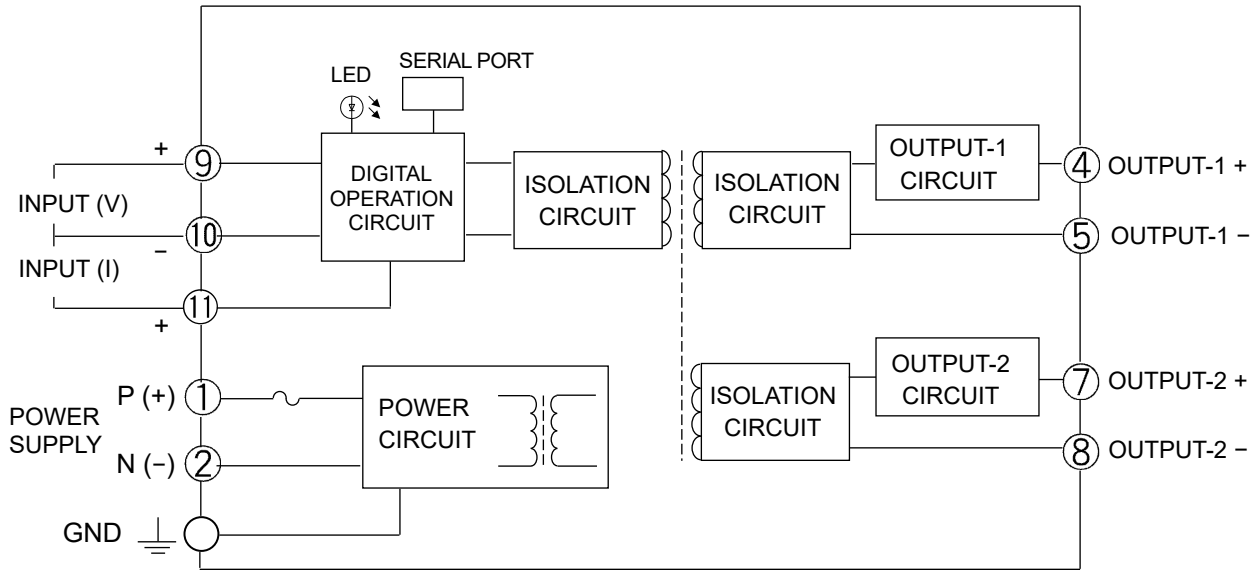 SERIAL PORT
LED
+
9
DIGITAL
OPERATION
CIRCUIT
ISOLATION
CIRCUIT
ISOLATION
CIRCUIT
OUTPUT-1
CIRCUIT
4
OUTPUT-1 +
INPUT (V)
10
−
5
OUTPUT-1 −
INPUT (I)
11
+
POWER
SUPPLY
P (+)
1
N (−)
2
POWER
CIRCUIT
ISOLATION
CIRCUIT
OUTPUT-2
CIRCUIT
7
OUTPUT-2 +
8
OUTPUT-2 −
GND